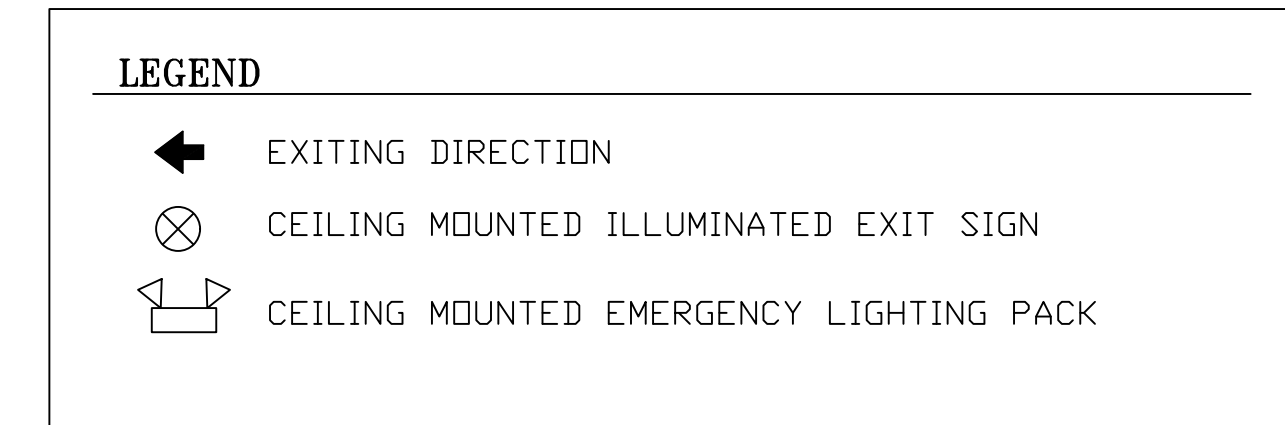 LEGEND
EXITING DIRECTION
CEILING MOUNTED ILLUMINATED EXIT SIGN
CEILING MOUNTED EMERGENCY LIGHTING PACK